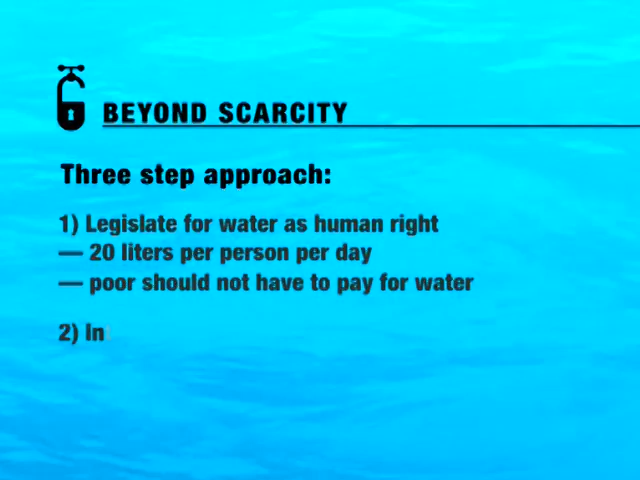 BEYOND SCARCITY
Three step approach:
1) Legislate for water as human right
— 20 liters per person per day
— poor should not have to pay for water
2) In